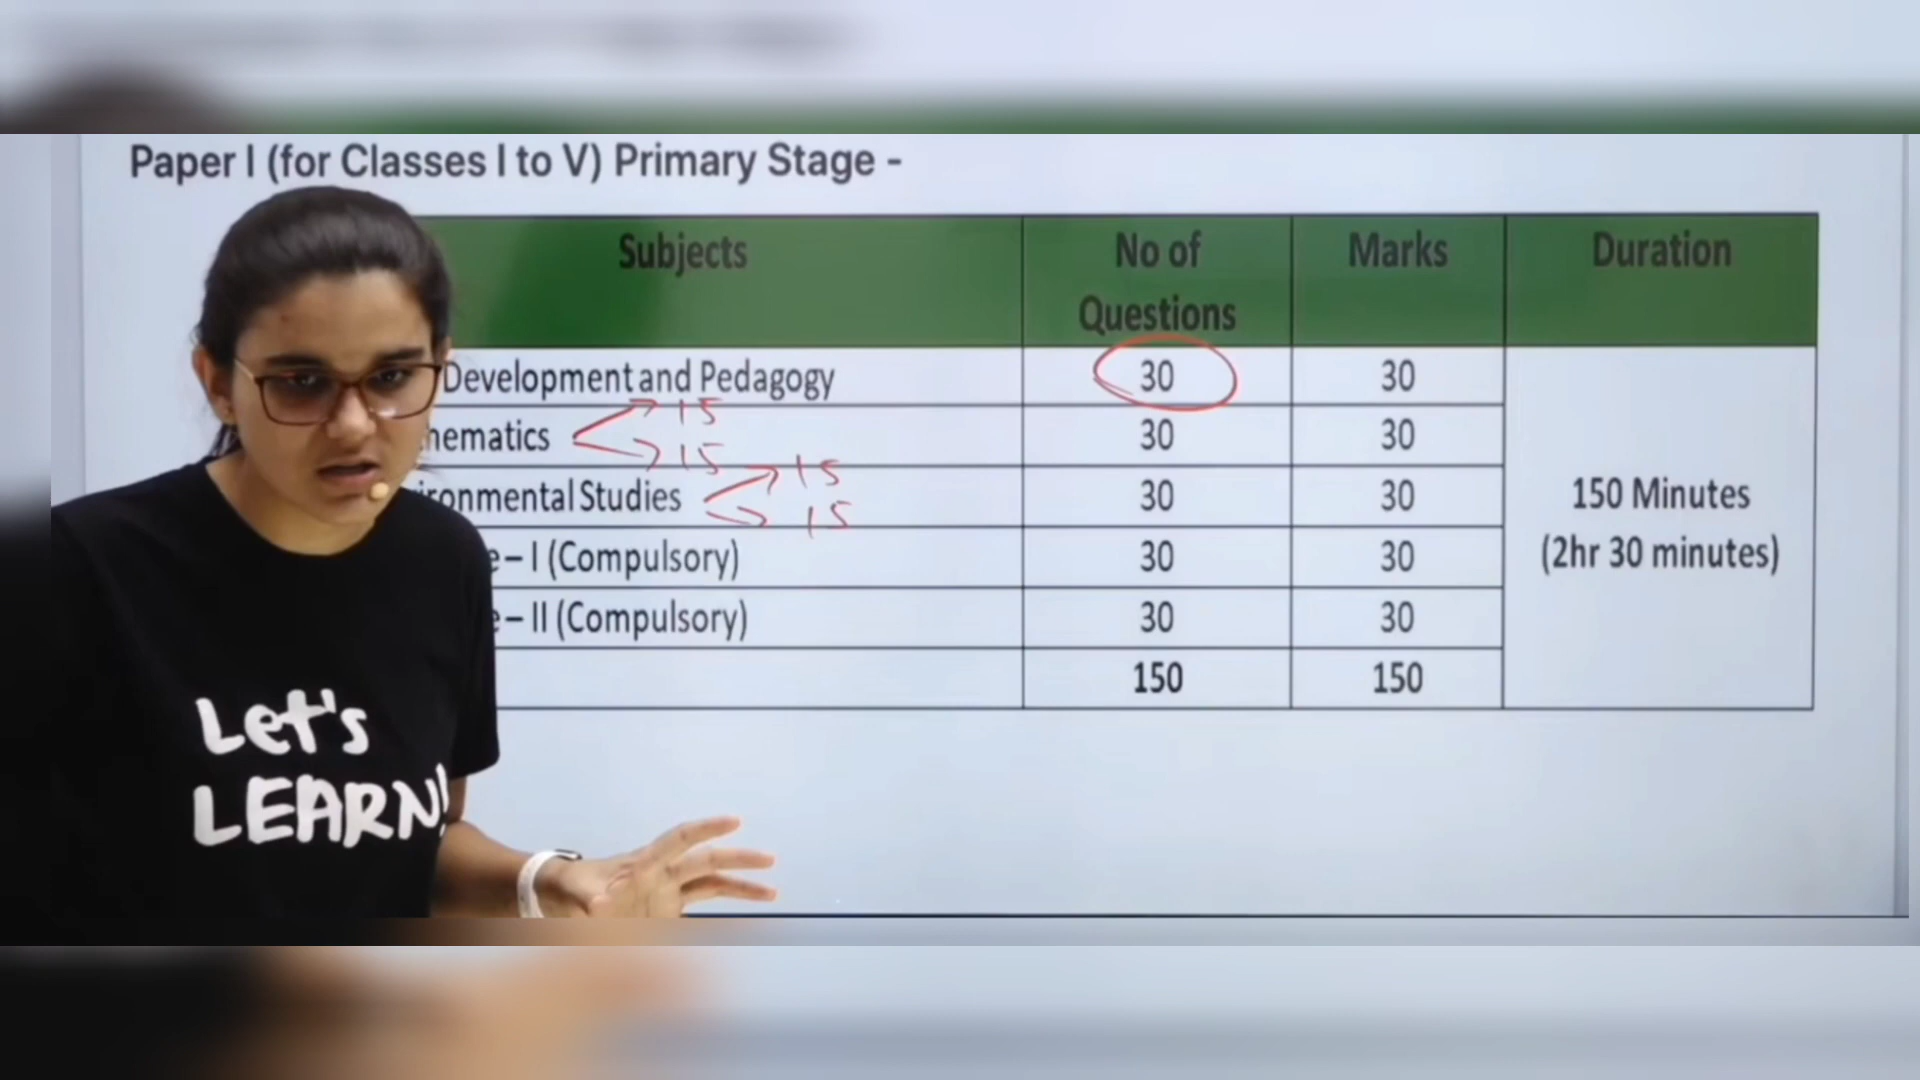 Paper I (for Classes I to V) Primary Stage -
Subjects No of Questions Marks Duration
Development and Pedagogy 30 30
hematics 15 15 30 30
ironmental Studies 15 15 30 30
150 Minutes
(2hr 30 minutes)
e – I (Compulsory) 30 30
e – II (Compulsory) 30 30
150 150
Let's
LEARN!